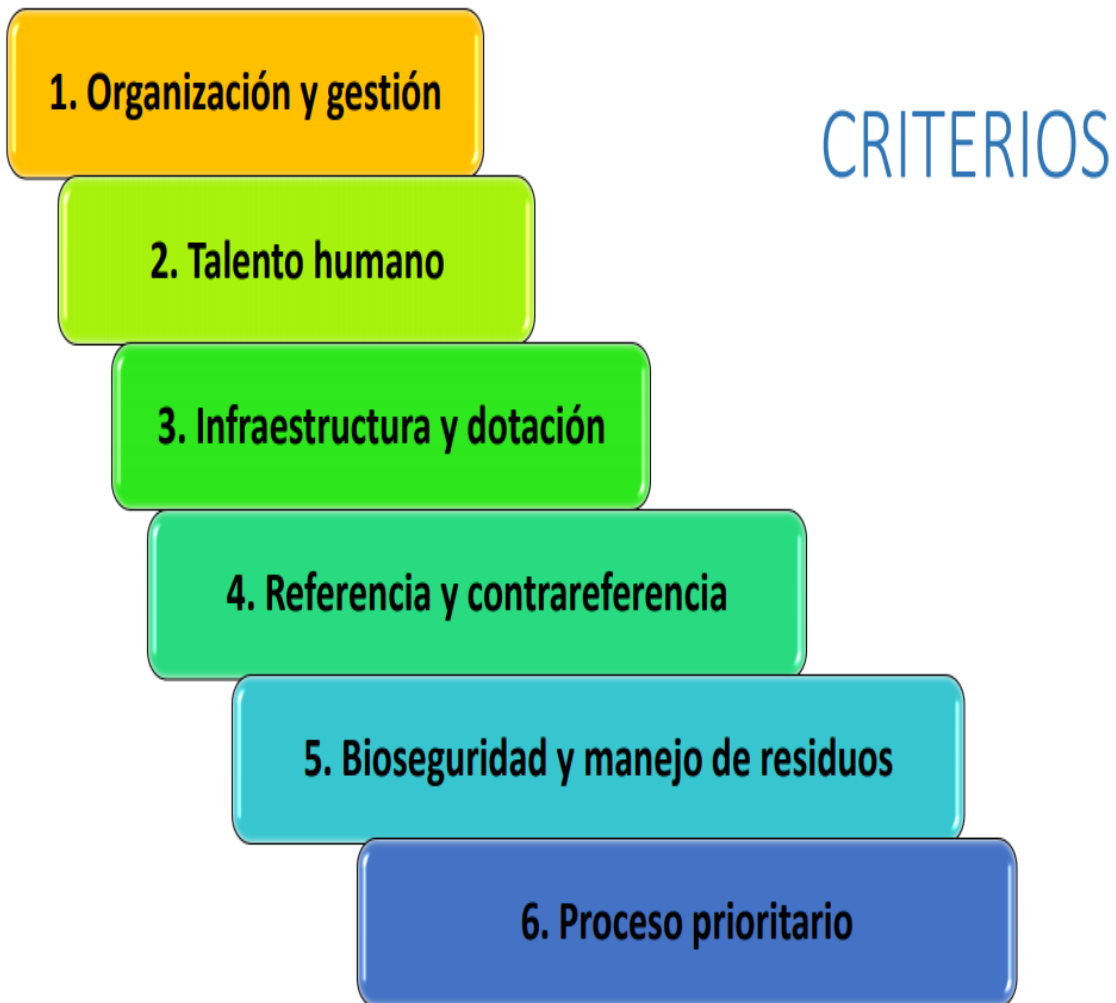 1. Organización y gestión
CRITERIOS
2. Talento humano
3. Infraestructura y dotación
4. Referencia y contrareferencia
5. Bioseguridad y manejo de residuos
6. Proceso prioritario